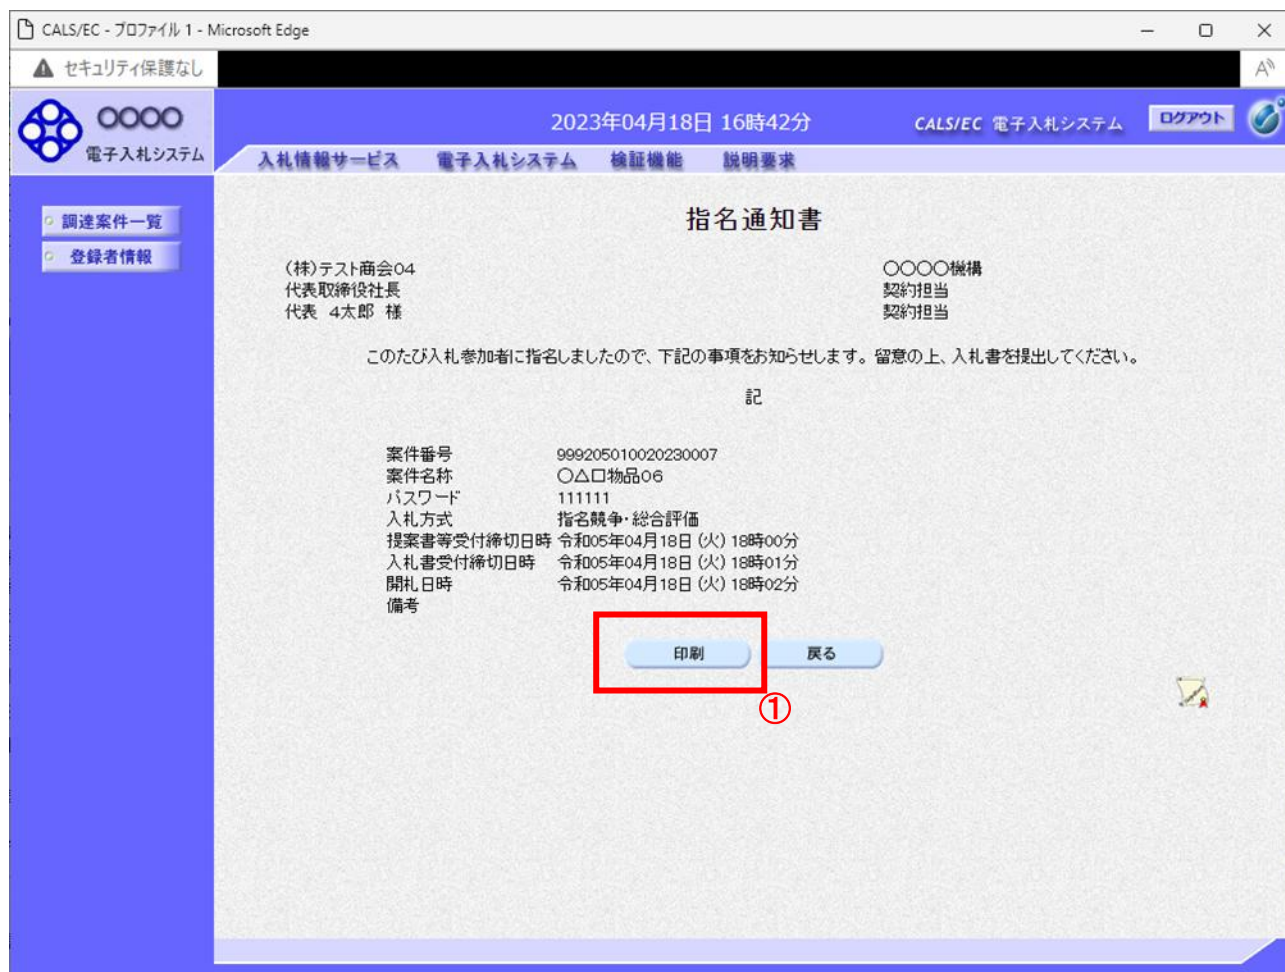 CALS/EC - プロファイル 1 - Microsoft Edge
セキュリティ保護なし
A
〇〇〇〇
電子入札システム
2023年04月18日 16時42分
CALS/EC 電子入札システム
ログアウト
入札情報サービス 電子入札システム 検証機能 説明要求
調達案件一覧
登録者情報
指名通知書
(株)テスト商会04
代表取締役社長
代表 4太郎 様
〇〇〇〇機構
契約担当
契約担当
このたび入札参加者に指名しましたので、下記の事項をお知らせします。留意の上、入札書を提出してください。
記
案件番号 999205010020230007
案件名称 〇△口物品06
パスワード 111111
入札方式 指名競争・総合評価
提案書等受付締切日時 令和05年04月18日 (火) 18時00分
入札書受付締切日時 令和05年04月18日 (火) 18時01分
開札日時 令和05年04月18日 (火) 18時02分
備考
印刷
戻る
①